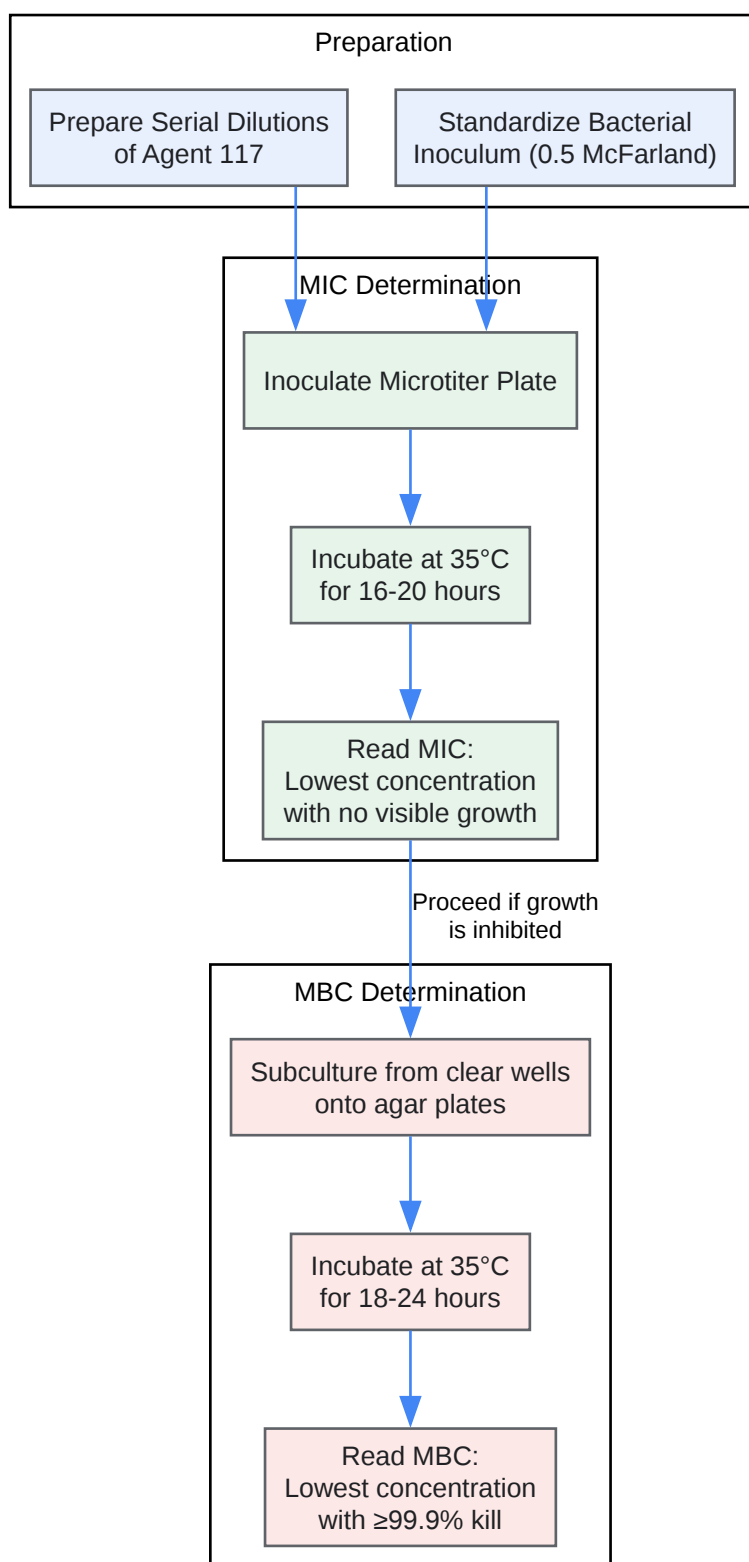 Preparation
Prepare Serial Dilutions
of Agent 117
Standardize Bacterial
Inoculum (0.5 McFarland)
MIC Determination
Inoculate Microtiter Plate
Incubate at 35°C
for 16-20 hours
Read MIC:
Lowest concentration
with no visible growth
Proceed if growth
is inhibited
MBC Determination
Subculture from clear wells
onto agar plates
Incubate at 35°C
for 18-24 hours
Read MBC:
Lowest concentration
with ≥99.9% kill